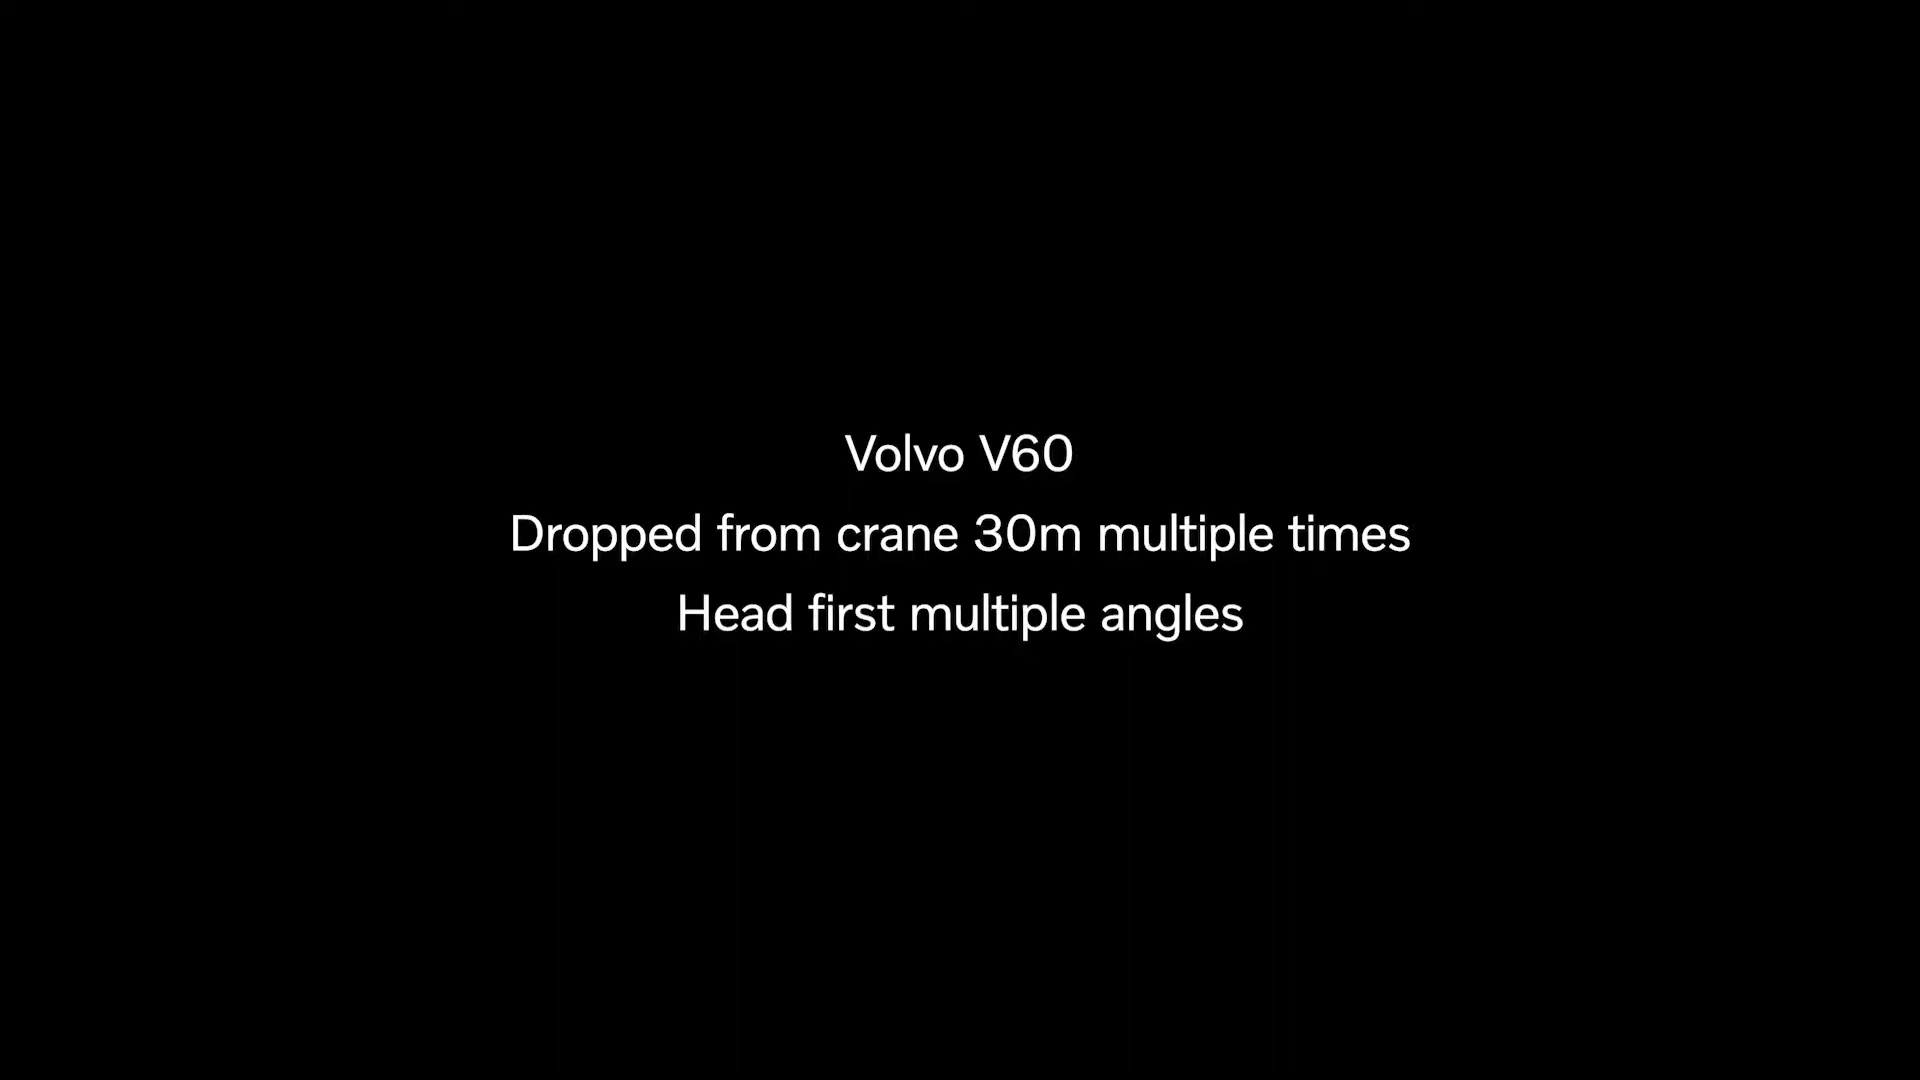 Volvo V60
Dropped from crane 30m multiple times
Head first multiple angles